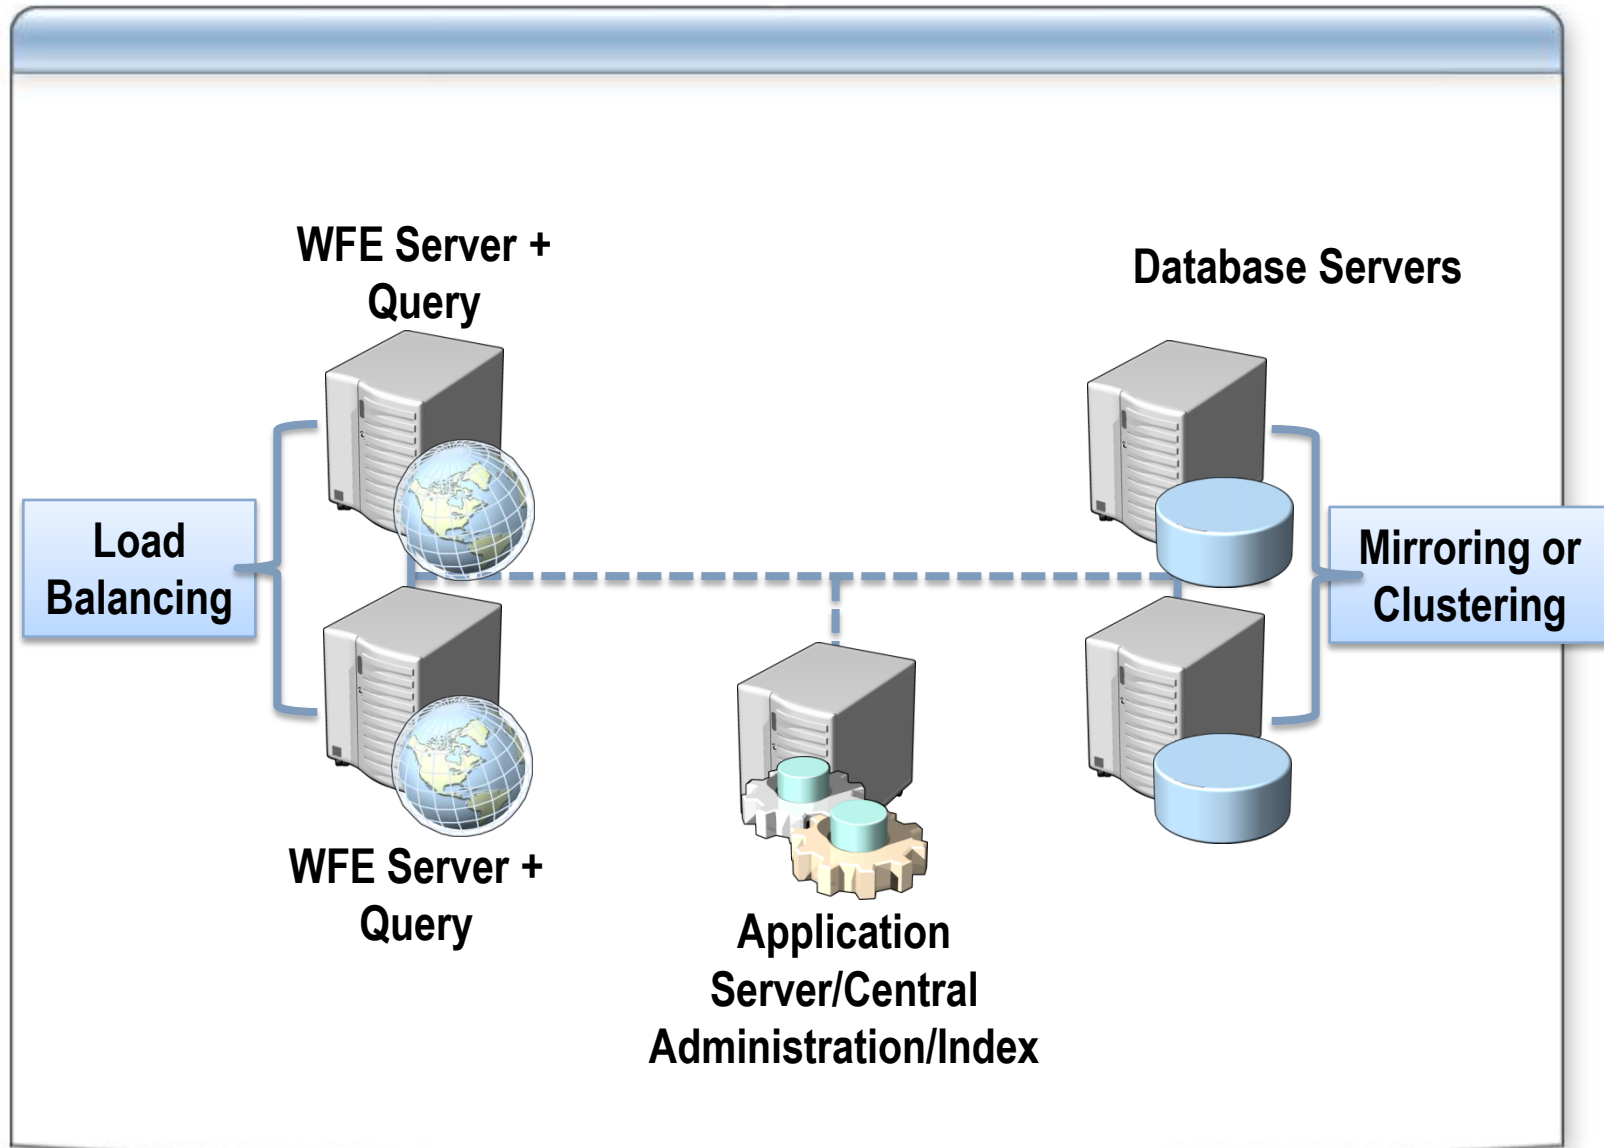 WFE Server +
Query
Database Servers
Load
Balancing
Mirroring or
Clustering
WFE Server +
Query
Application
Server/Central
Administration/Index